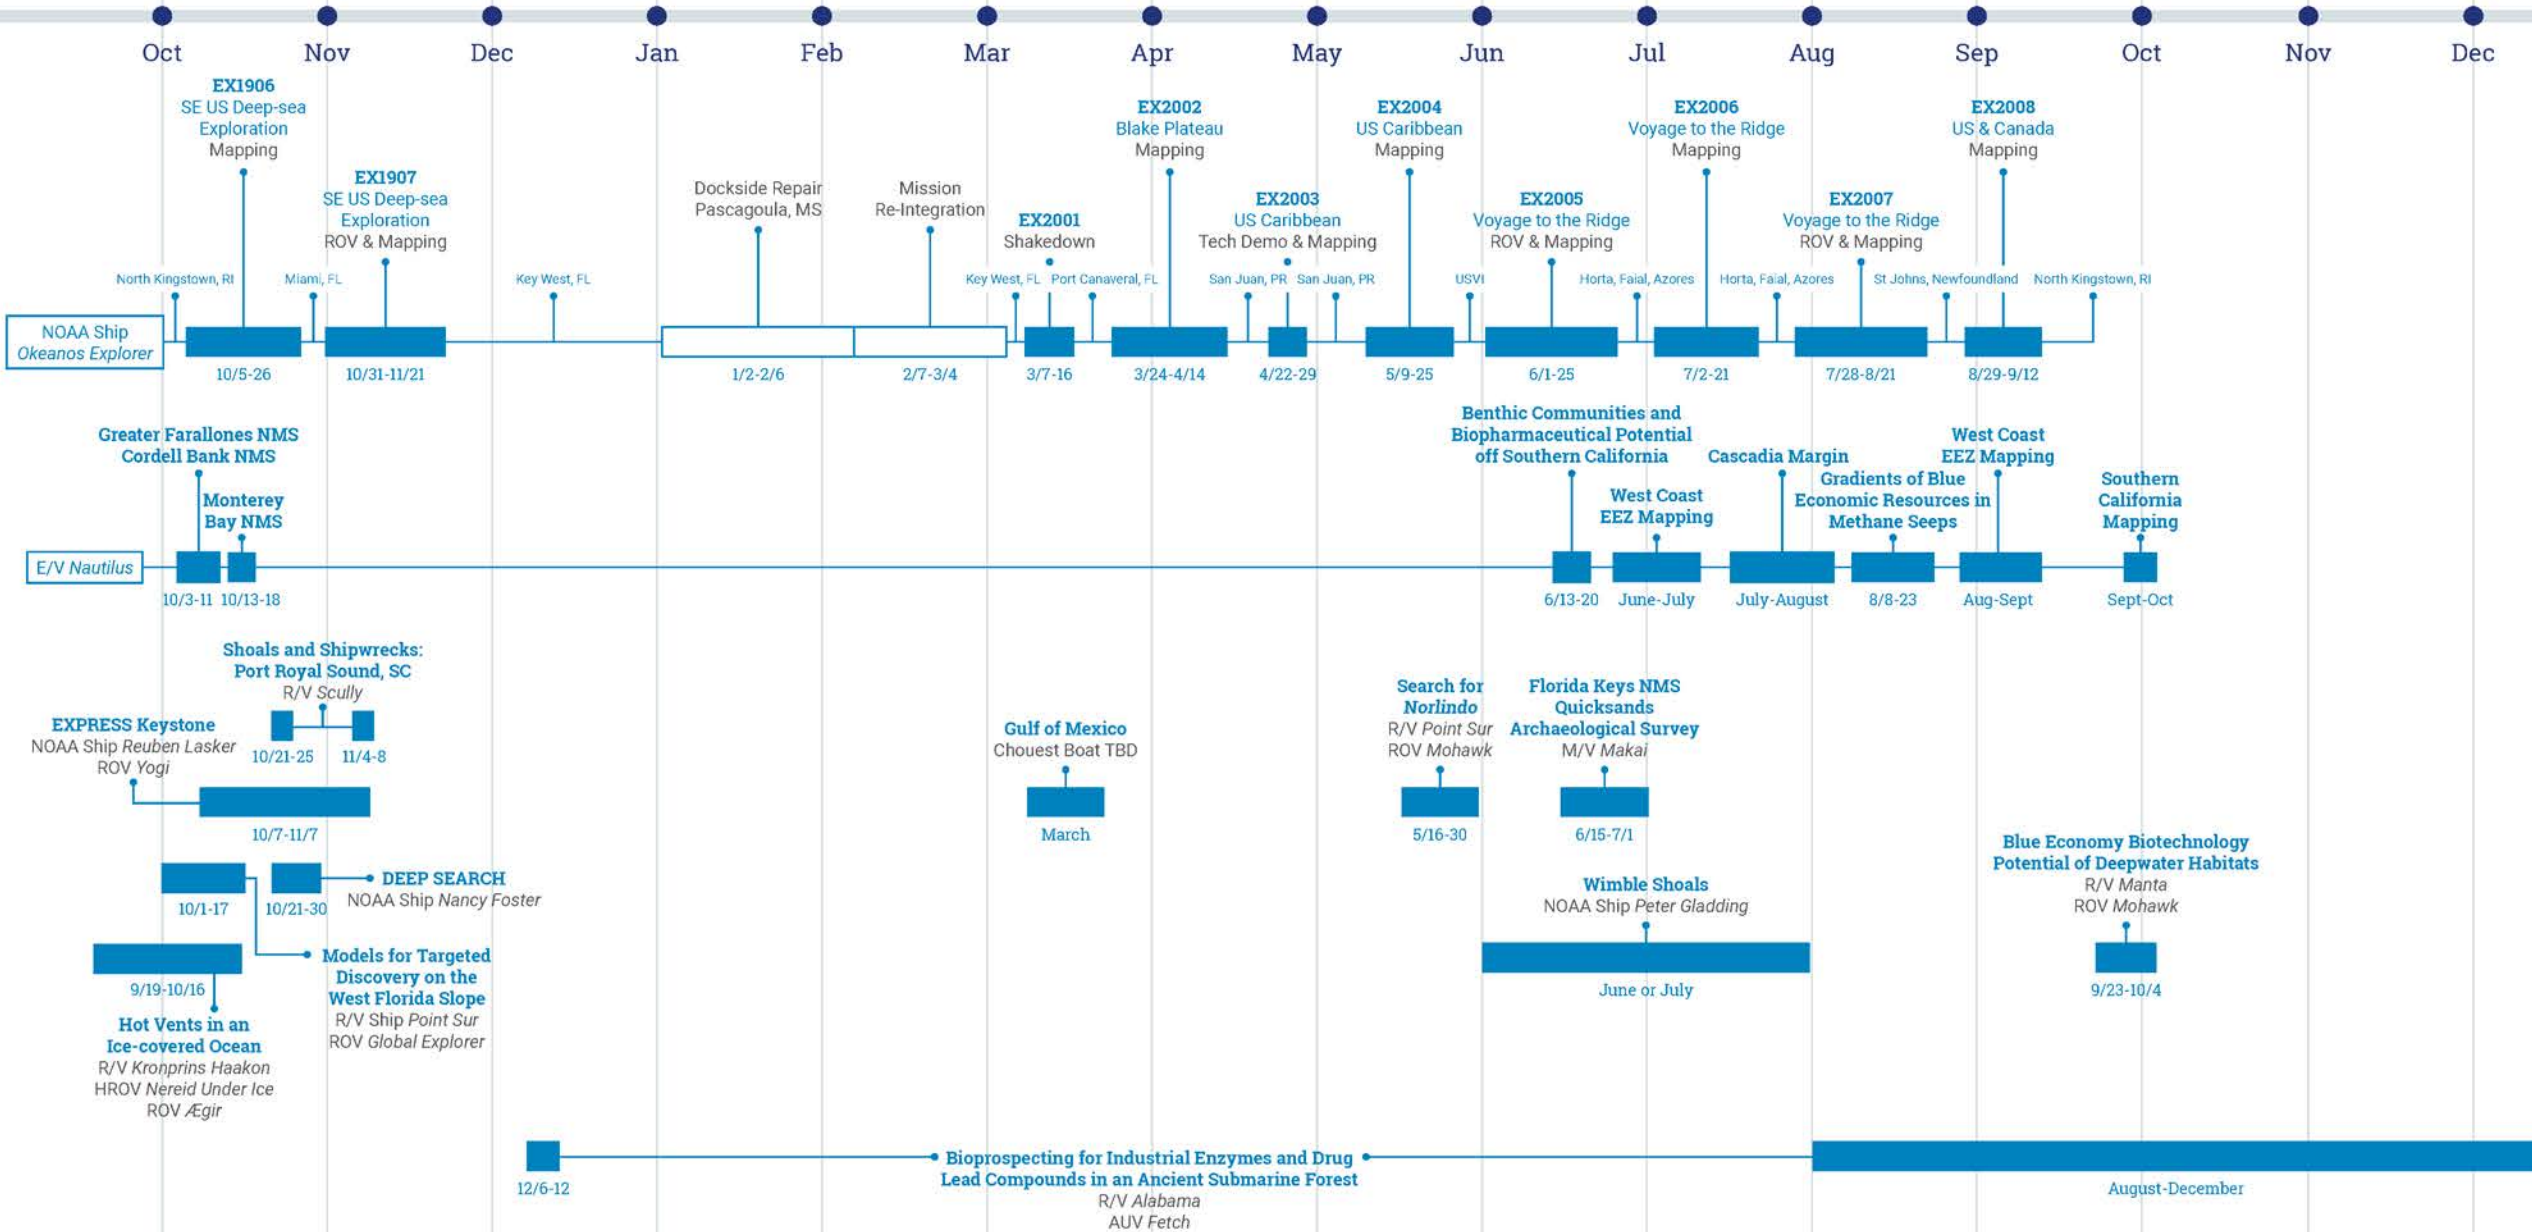 Oct
Nov
Dec
Jan
Feb
Mar
Apr
May
Jun
Jul
Aug
Sep
Oct
Nov
Dec
EX1906
SE US Deep-sea
Exploration
Mapping
EX1907
SE US Deep-sea
Exploration
ROV & Mapping
Dockside Repair
Pascagoula, MS
Mission
Re-Integration
EX2001
Shakedown
EX2002
Blake Plateau
Mapping
EX2003
US Caribbean
Tech Demo & Mapping
EX2004
US Caribbean
Mapping
EX2005
Voyage to the Ridge
ROV & Mapping
EX2006
Voyage to the Ridge
Mapping
EX2007
Voyage to the Ridge
ROV & Mapping
EX2008
US & Canada
Mapping
North Kingstown, RI
Miami, FL
Key West, FL
Key West, FL
Port Canaveral, FL
San Juan, PR
San Juan, PR
USVI
Horta, Faial, Azores
Horta, Faial, Azores
St Johns, Newfoundland
North Kingstown, RI
NOAA Ship
Okeanos Explorer
10/5-26
10/31-11/21
1/2-2/6
2/7-3/4
3/7-16
3/24-4/14
4/22-29
5/9-25
6/1-25
7/2-21
7/28-8/21
8/29-9/12
Greater Farallones NMS
Cordell Bank NMS
Monterey
Bay NMS
Benthic Communities and
Biopharmaceutical Potential
off Southern California
West Coast
EEZ Mapping
Cascadia Margin
Gradients of Blue
Economic Resources in
Methane Seeps
West Coast
EEZ Mapping
Southern
California
Mapping
E/V Nautilus
10/3-11
10/13-18
6/13-20
June-July
July-August
8/8-23
Aug-Sept
Sept-Oct
Shoals and Shipwrecks:
Port Royal Sound, SC
R/V Scully
10/21-25
11/4-8
EXPRESS Keystone
NOAA Ship Reuben Lasker
ROV Yogi
10/7-11/7
Gulf of Mexico
Chouest Boat TBD
March
Search for
Norlindo
R/V Point Sur
ROV Mohawk
5/16-30
Florida Keys NMS
Quicksands
Archaeological Survey
M/V Makai
6/15-7/1
DEEP SEARCH
NOAA Ship Nancy Foster
10/1-17
10/21-30
Wimble Shoals
NOAA Ship Peter Gladding
June or July
Blue Economy Biotechnology
Potential of Deepwater Habitats
R/V Manta
ROV Mohawk
9/23-10/4
Models for Targeted
Discovery on the
West Florida Slope
R/V Ship Point Sur
ROV Global Explorer
9/19-10/16
Hot Vents in an
Ice-covered Ocean
R/V Kronprins Haakon
HROV Nereid Under Ice
ROV Ægir
12/6-12
Bioprospecting for Industrial Enzymes and Drug
Lead Compounds in an Ancient Submarine Forest
R/V Alabama
AUV Fetch
August-December